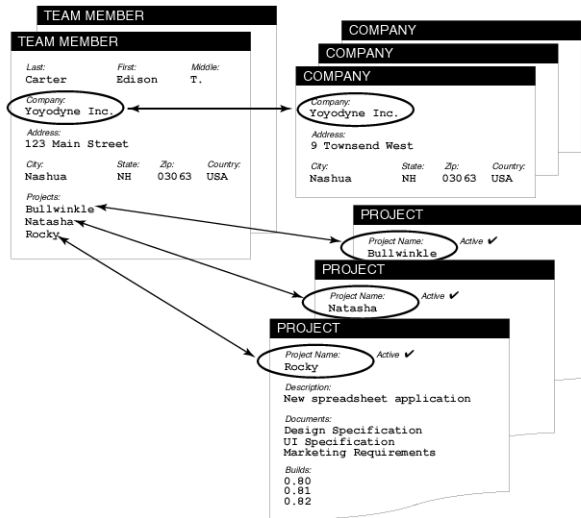 TEAM MEMBER
TEAM MEMBER
Last: First: Middle:
Carter Edison T.
Company:
Yoyodyne Inc.
Address:
123 Main Street
City: State: Zip: Country:
Nashua NH 03063 USA
Projects:
Bullwinkle
Natasha
Rocky
COMPANY
COMPANY
COMPANY
Company:
Yoyodyne Inc.
Address:
9 Townsend West
City: State: Zip: Country:
Nashua NH 03063 USA
PROJECT
Project Name: Active ✔
Bullwinkle
PROJECT
Project Name: Active ✔
Natasha
PROJECT
Project Name: Active ✔
Rocky
Description:
New spreadsheet application
Documents:
Design Specification
UI Specification
Marketing Requirements
Builds:
0.80
0.81
0.82